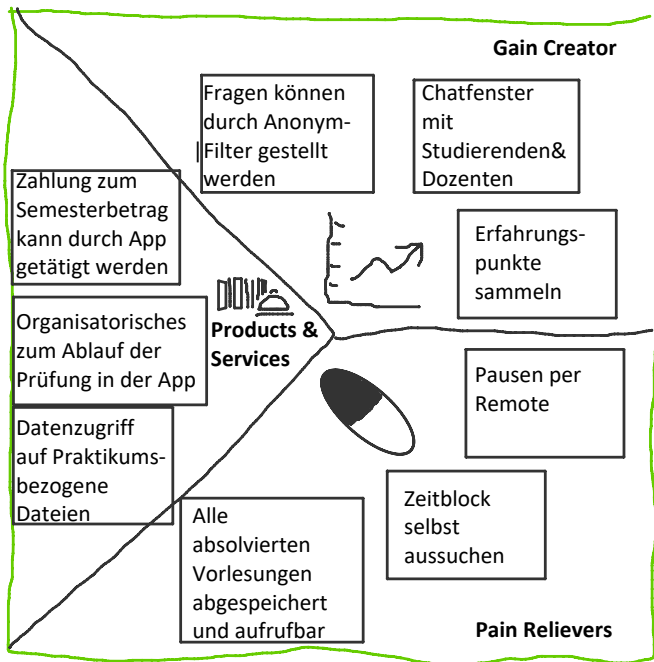 Gain Creator
Fragen können
durch Anonym-
Filter gestellt
werden
Chatfenster
mit
Studierenden&
Dozenten
Zahlung zum
Semesterbetrag
kann durch App
getätigt werden
Erfahrungs-
punkte
sammeln
Organisatorisches
zum Ablauf der
Prüfung in der App
Products &
Services
Pausen per
Remote
Datenzugriff
auf Praktikums-
bezogene
Dateien
Zeitblock
selbst
aussuchen
Alle
absolvierten
Vorlesungen
abgespeichert
und aufrufbar
Pain Relievers